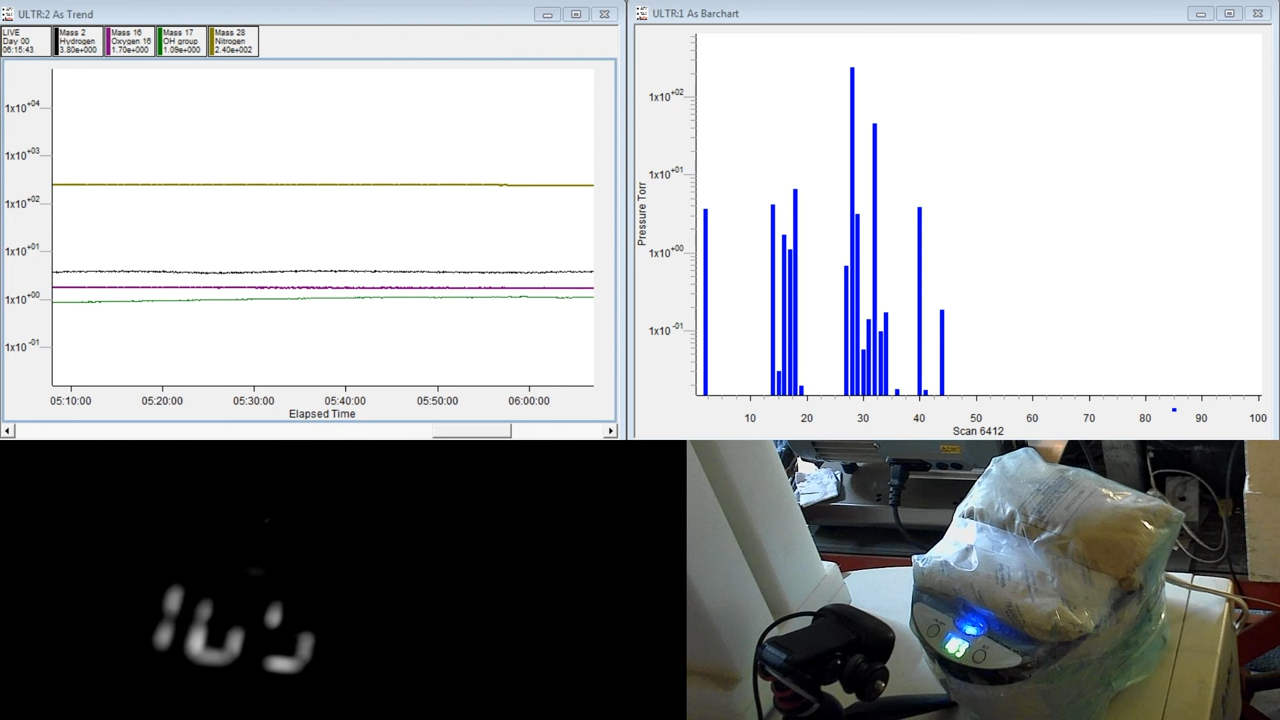 ULTR:2 As Trend
LIVE
Day 00
06:15:43
Mass 2
Hydrogen
3.80e+000
Mass 16
Oxygen 16
1.70e+000
Mass 17
OH group
1.09e+000
Mass 28
Nitrogen
2.40e+002
1x10+04
1x10+03
1x10+02
1x10+01
1x10+00
1x10-01
05:10:00 05:20:00 05:30:00 05:40:00 05:50:00 06:00:00
Elapsed Time
ULTR:1 As Barchart
Pressure Torr
1x10+02
1x10+01
1x10+00
1x10-01
10 20 30 40 50 60 70 80 90 100
Scan 6412